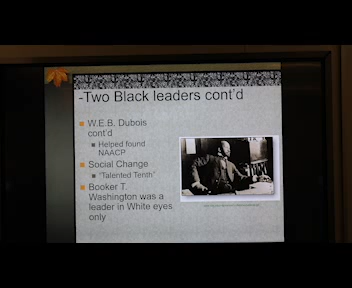 -Two Black leaders cont'd
W.E.B. Dubois
cont'd
Helped found
NAACP
Social Change
"Talented Tenth"
Booker T.
Washington was a
leader in White eyes
only